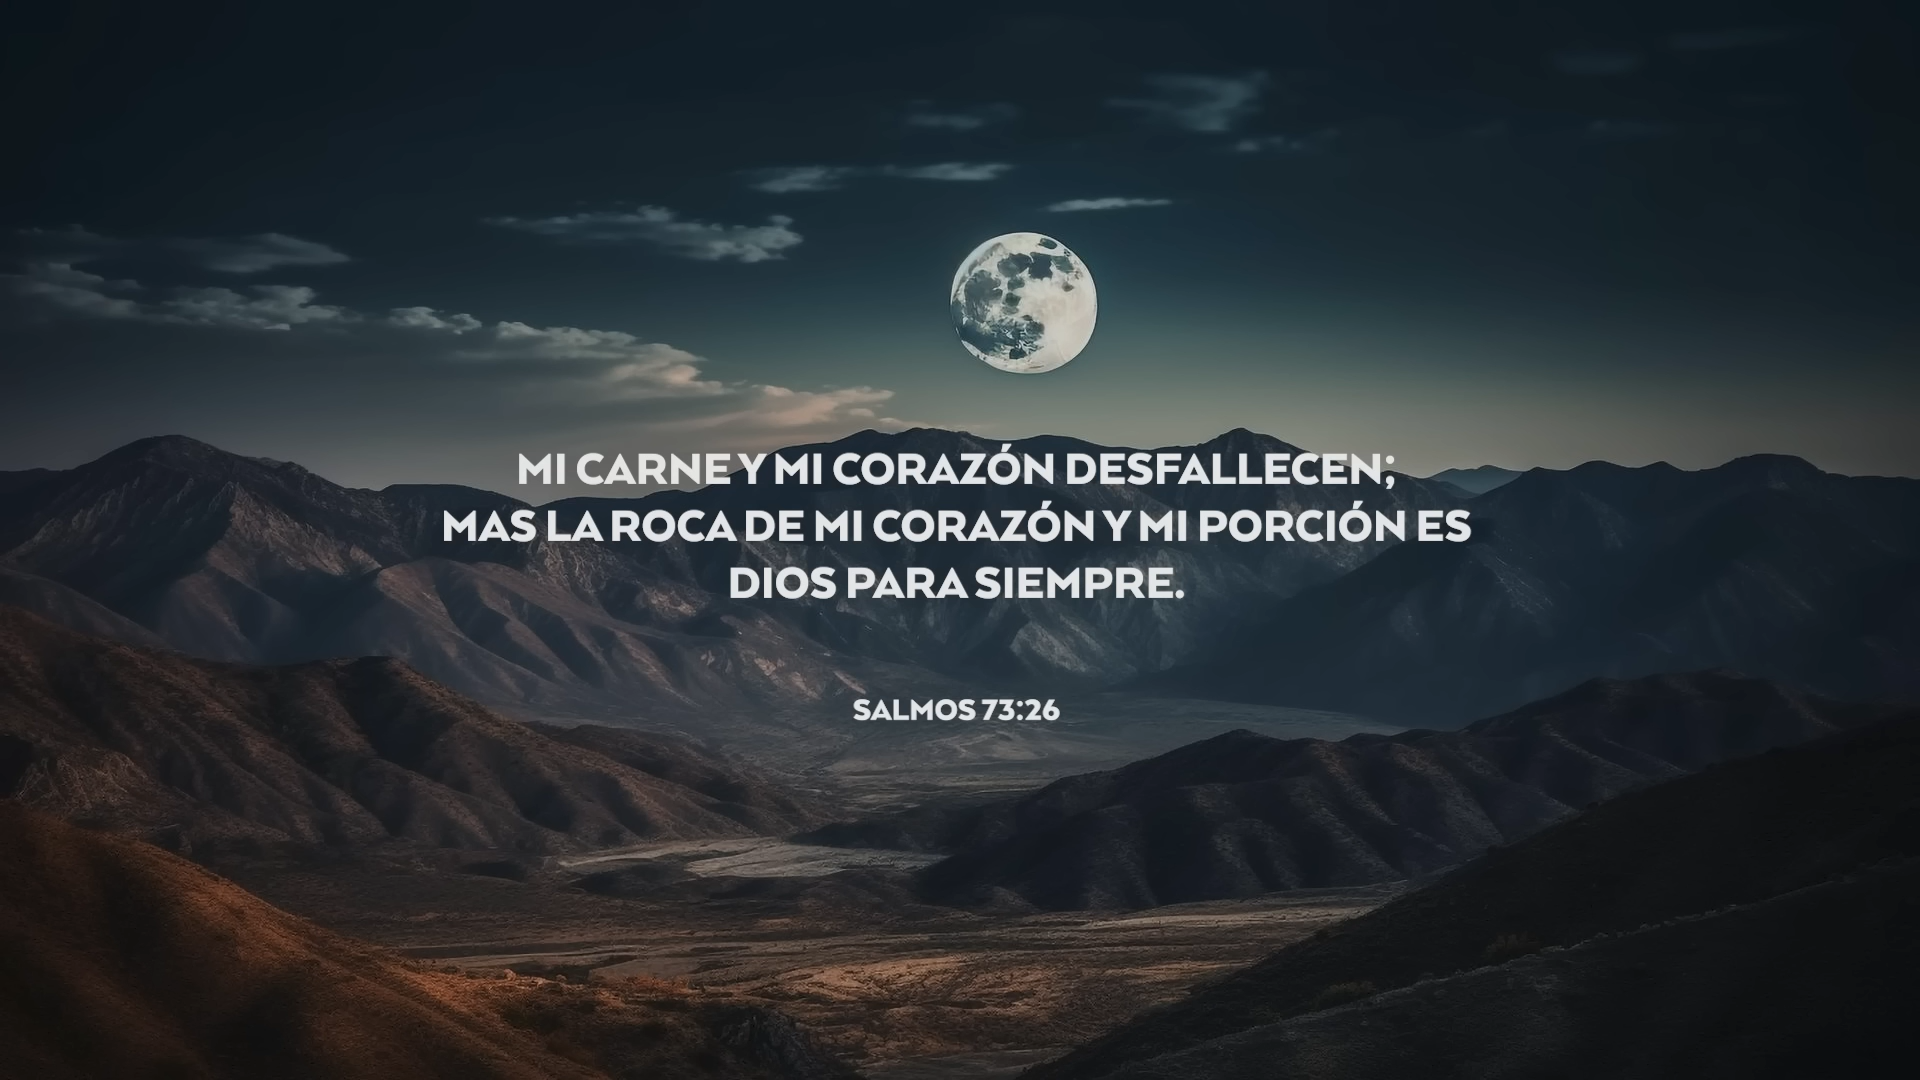 MI CARNE Y MI CORAZÓN DESFALLECEN;
MAS LA ROCA DE MI CORAZÓN Y MI PORCIÓN ES
DIOS PARA SIEMPRE.
SALMOS 73:26